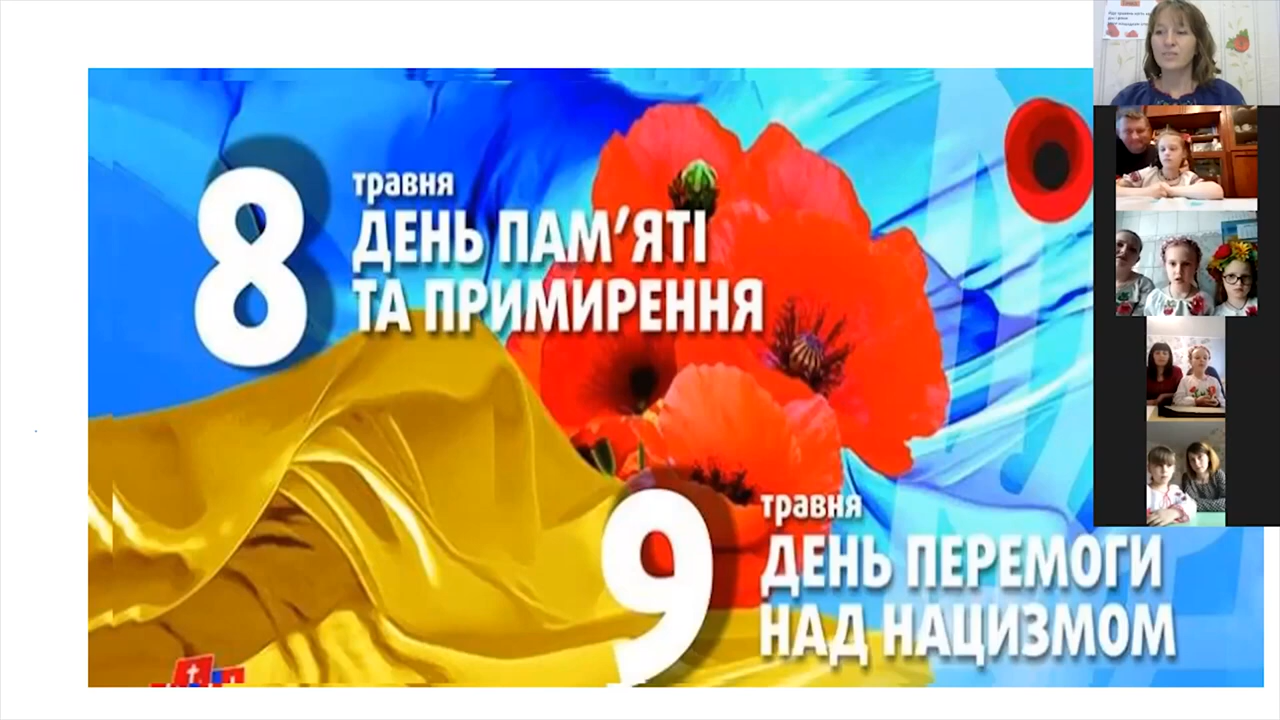 8
травня
ДЕНЬ ПАМ'ЯТІ
ТА ПРИМИРЕННЯ
9
травня
ДЕНЬ ПЕРЕМОГИ
НАД НАЦИЗМОМ